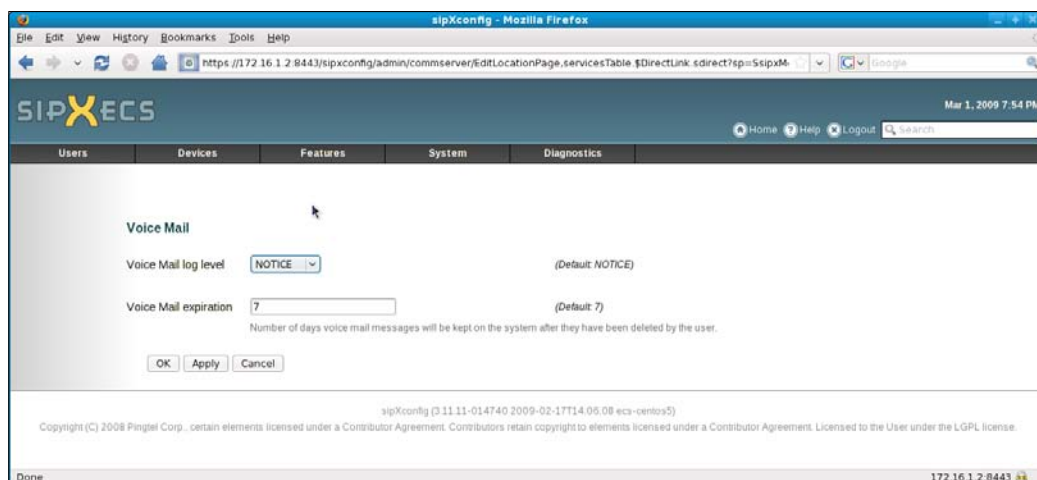 sipXconfig - Mozilla Firefox
File Edit View History Bookmarks Tools Help
https://172.16.1.2:8443/sipxconfig/admin/commserver/EditLocationPage,servicesTable.$DirectLink.sdirect?sp=SsipxM
Google
SIPXECS
Mar 1, 2009 7:54 PM
Home Help Logout Search
Users Devices Features System Diagnostics
Voice Mail
Voice Mail log level NOTICE (Default: NOTICE)
Voice Mail expiration 7 (Default: 7)
Number of days voice mail messages will be kept on the system after they have been deleted by the user.
OK Apply Cancel
sipXconfig (3.11.11-014740 2009-02-17T14:06:08 ecs-centos5)
Copyright (C) 2008 Pingtel Corp., certain elements licensed under a Contributor Agreement. Contributors retain copyright to elements licensed under a Contributor Agreement. Licensed to the User under the LGPL license.
Done 172.16.1.2:8443